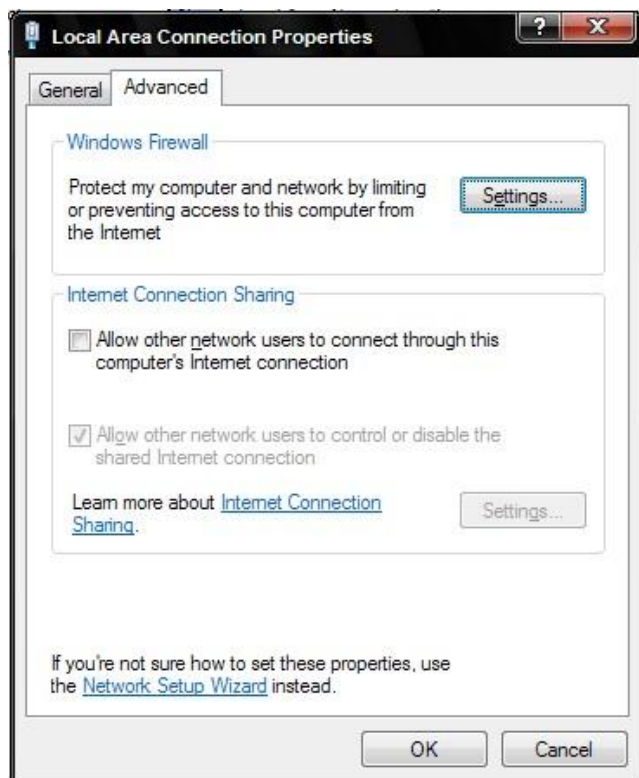 Local Area Connection Properties
?
X
General
Advanced
Windows Firewall
Protect my computer and network by limiting
or preventing access to this computer from
the Internet
Settings...
Internet Connection Sharing
Allow other network users to connect through this
computer's Internet connection
Allow other network users to control or disable the
shared Internet connection
Learn more about Internet Connection
Sharing.
Settings...
If you're not sure how to set these properties, use
the Network Setup Wizard instead.
OK
Cancel